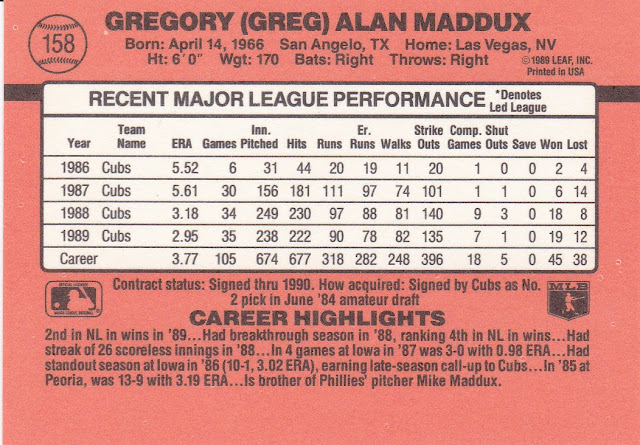 GREGORY (GREG) ALAN MADDUX
158
Born: April 14, 1966 San Angelo, TX Home: Las Vegas, NV
Ht: 6'0" Wgt: 170 Bats: Right Throws: Right
©1989 LEAF, INC.
Printed in USA
RECENT MAJOR LEAGUE PERFORMANCE *Denotes Led League
Year Team Name ERA Games Inn. Pitched Hits Runs Er. Runs Walks Strike Outs Comp. Games Shut Outs Save Won Lost
1986 Cubs 5.52 6 31 44 20 19 11 20 1 0 0 2 4
1987 Cubs 5.61 30 156 181 111 97 74 101 1 1 0 6 14
1988 Cubs 3.18 34 249 230 97 88 81 140 9 3 0 18 8
1989 Cubs 2.95 35 238 222 90 78 82 135 7 1 0 19 12
Career 3.77 105 674 677 318 282 248 396 18 5 0 45 38
Contract status: Signed thru 1990. How acquired: Signed by Cubs as No.
2 pick in June '84 amateur draft
MLB
CAREER HIGHLIGHTS
2nd in NL in wins in '89...Had breakthrough season in '88, ranking 4th in NL in wins...Had
streak of 26 scoreless innings in '88...In 4 games at Iowa in '87 was 3-0 with 0.98 ERA...Had
standout season at Iowa in '86 (10-1, 3.02 ERA), earning late-season call-up to Cubs...In '85 at
Peoria, was 13-9 with 3.19 ERA...Is brother of Phillies' pitcher Mike Maddux.